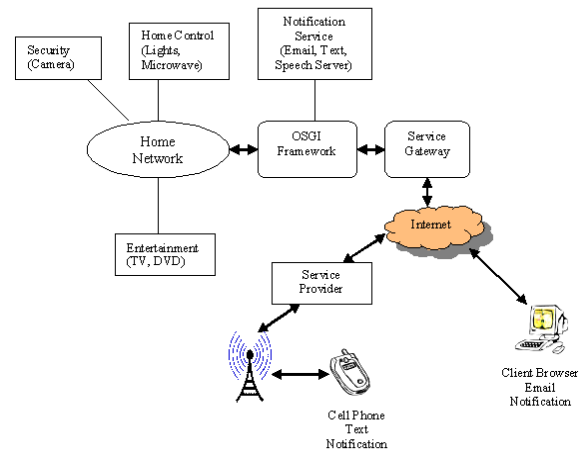 Security
(Camera)
Home Control
(Lights,
Microwave)
Notification
Service
(Email, Text,
Speech Server)
Home
Network
OSGI
Framework
Service
Gateway
Internet
Entertainment
(TV, DVD)
Service
Provider
Client Browser
Email
Notification
Cell Phone
Text
Notification